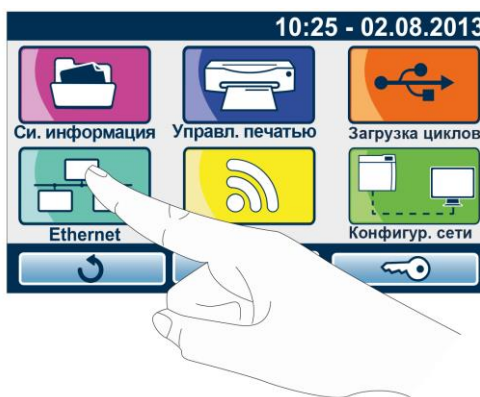 10:25 - 02.08.2013
Си. информация Управл. печатью Загрузка циклов
Ethernet Конфигур. сети